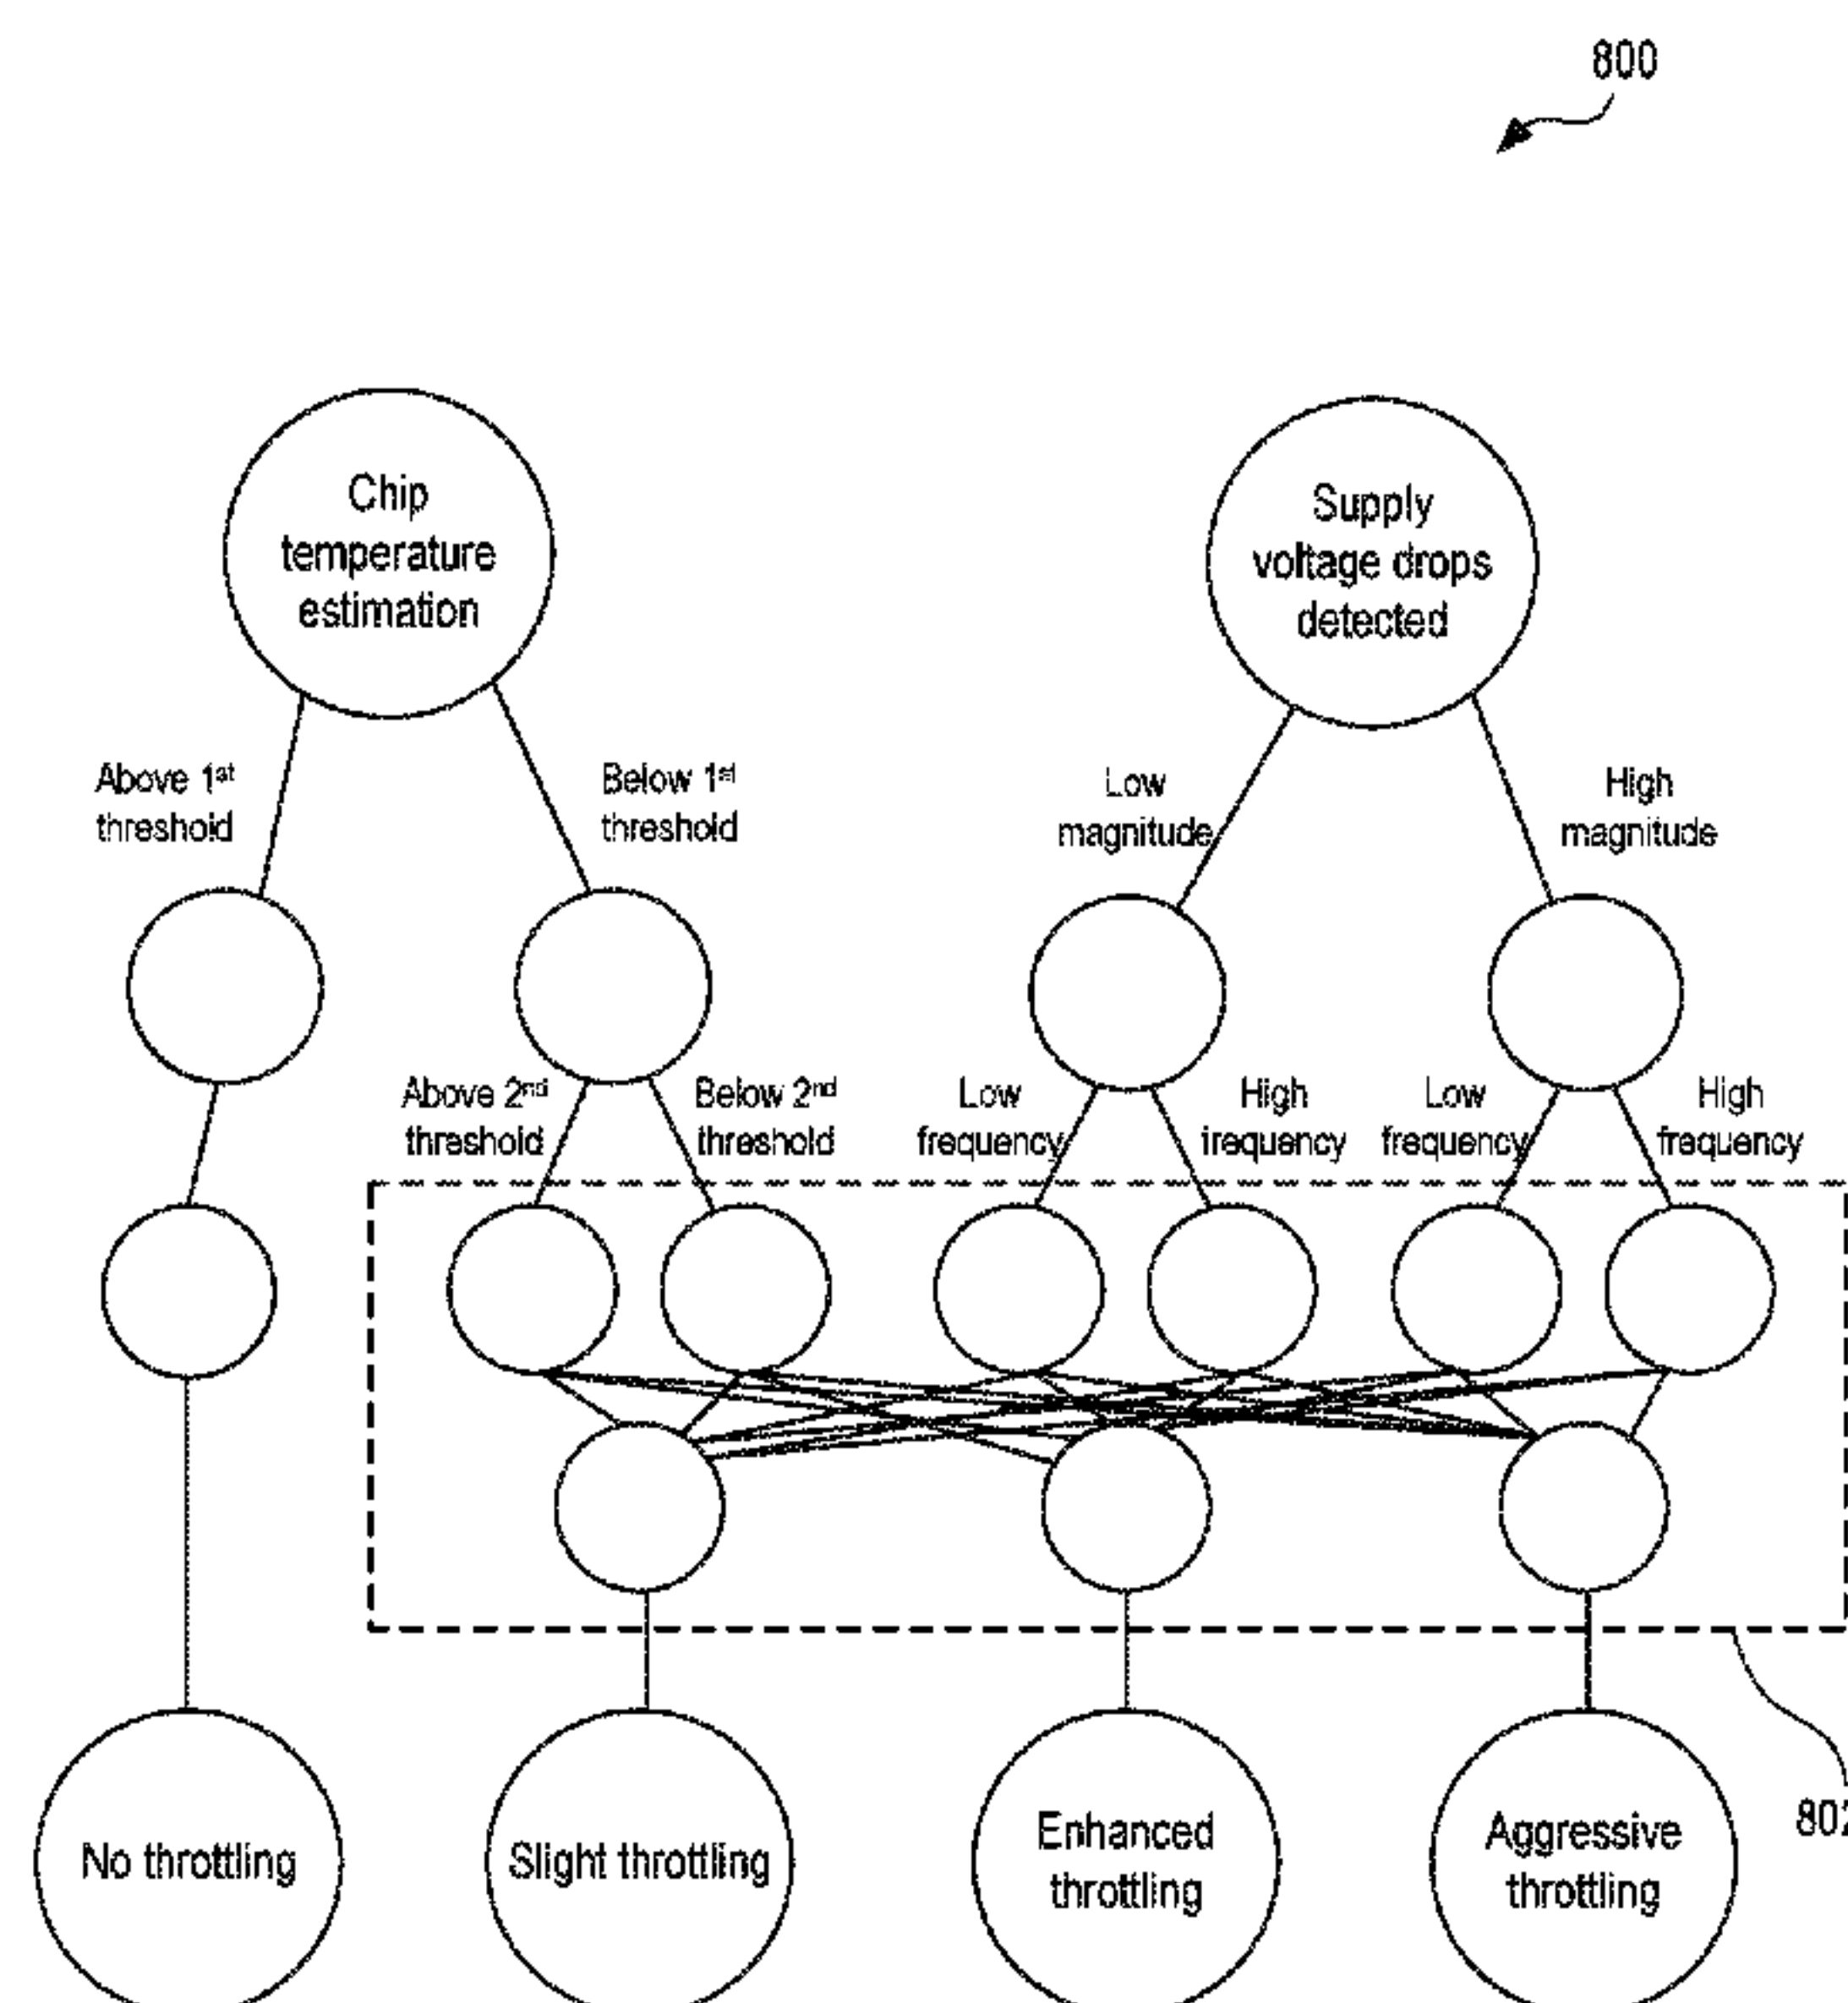 800
Chip
temperature
estimation
Supply
voltage drops
detected
Above 1st
threshold
Below 1st
threshold
Low
magnitude
High
magnitude
Above 2nd
threshold
Below 2nd
threshold
Low
frequency
High
irequency
Low
frequency
High
frequency
802
No throttling
Slight throttling
Enhanced
throttling
Aggressive
throttling